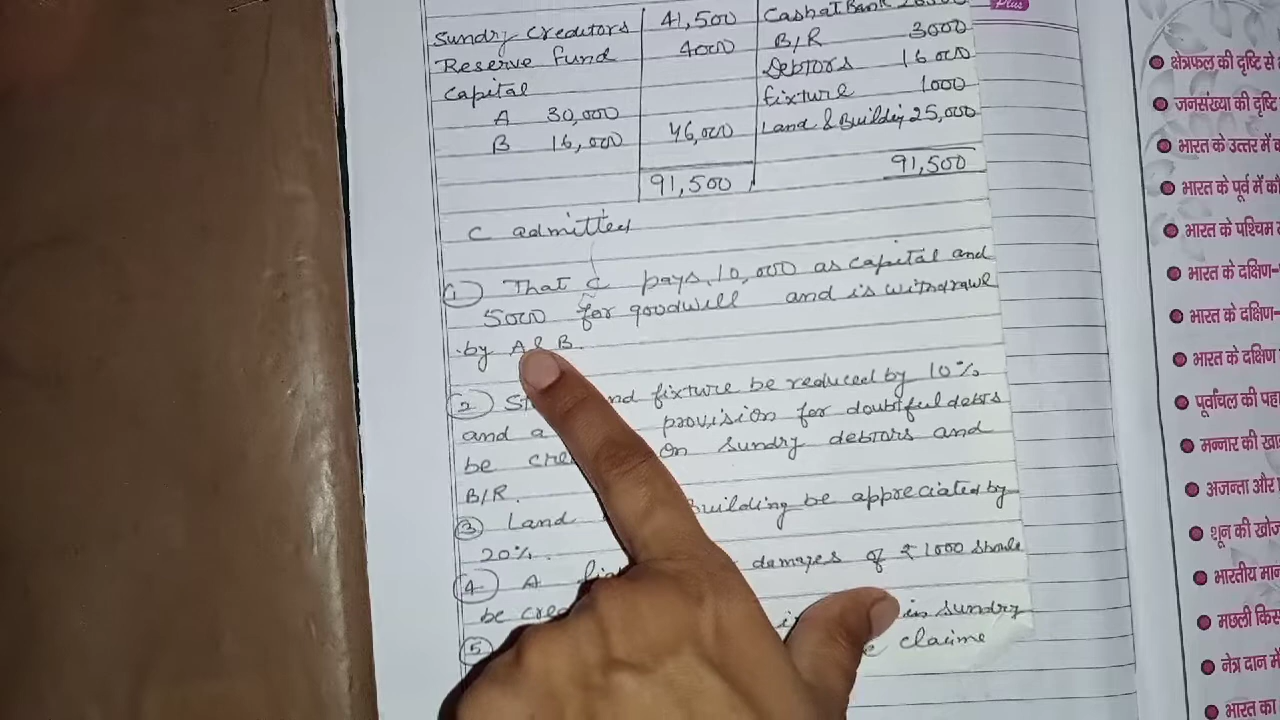 Plus
Sundry Creditors 41,500 Cash at Bank
Reserve Fund 4000 B/R 3000
Debtors 16000
Capital fixture 1000
A 30,000 Land & Building 25,000
B 16,000 46,000
91,500 91,500
C admitted
(1) That C pays 10,000 as capital and
5000 for goodwill and is withdrawl
by A & B.
(2) nd fixture be reduced by 10%
and a provision for doubtful debts
be on Sundry debtors and
B/R.
(3) Land uilding be appreciated by
20%.
(4) A damages of ₹ 1000 should
be in sundry
(5) claime
क्षेत्रफल की दृष्टि से
जनसंख्या की दृष्टि
भारत के उत्तर में
भारत के पूर्व में
भारत के पश्चिम
भारत के दक्षिण-
भारत के दक्षिण-
भारत के दक्षिण
पूर्वांचल की
मन्नार की
अजन्ता और
शून की
भारतीय
मछली
नेत्र दान में
भारत का